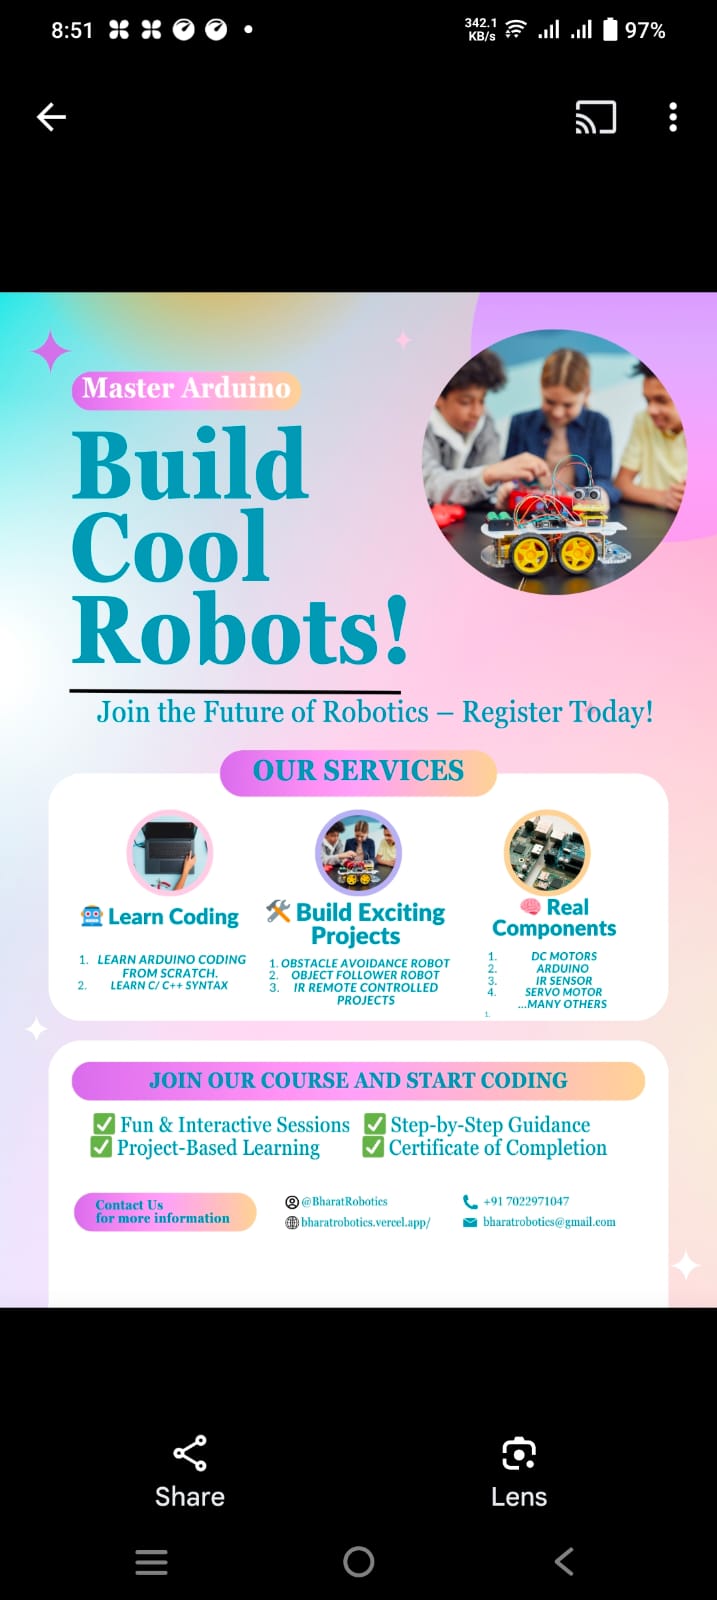 8:51
342.1
KB/s
97%
Master Arduino
Build
Cool
Robots!
Join the Future of Robotics – Register Today!
OUR SERVICES
Learn Coding
1. LEARN ARDUINO CODING
FROM SCRATCH.
2. LEARN C/ C++ SYNTAX
Build Exciting
Projects
1. OBSTACLE AVOIDANCE ROBOT
2. OBJECT FOLLOWER ROBOT
3. IR REMOTE CONTROLLED
PROJECTS
Real
Components
1. DC MOTORS
2. ARDUINO
3. IR SENSOR
4. SERVO MOTOR
...MANY OTHERS
1.
JOIN OUR COURSE AND START CODING
✅ Fun & Interactive Sessions ✅ Step-by-Step Guidance
✅ Project-Based Learning ✅ Certificate of Completion
Contact Us
for more information
@BharatRobotics
bharatrobotics.vercel.app/
+91 7022971047
bharatrobotics@gmail.com
Share
Lens